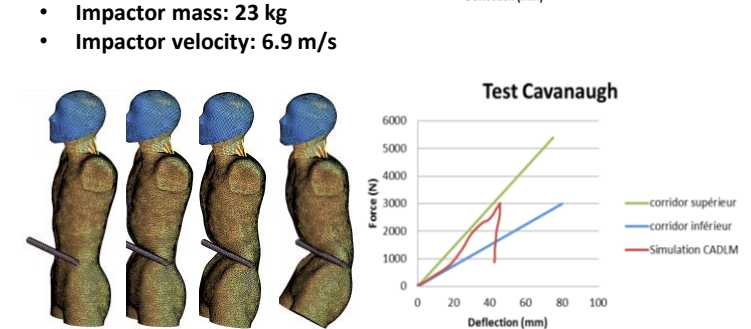 • Impactor mass: 23 kg
• Impactor velocity: 6.9 m/s
Test Cavanaugh
6000
5000
4000
3000
2000
1000
0
Force (N)
0 20 40 60 80 100
Deflection (mm)
corridor supérieur
corridor inférieur
Simulation CADLM